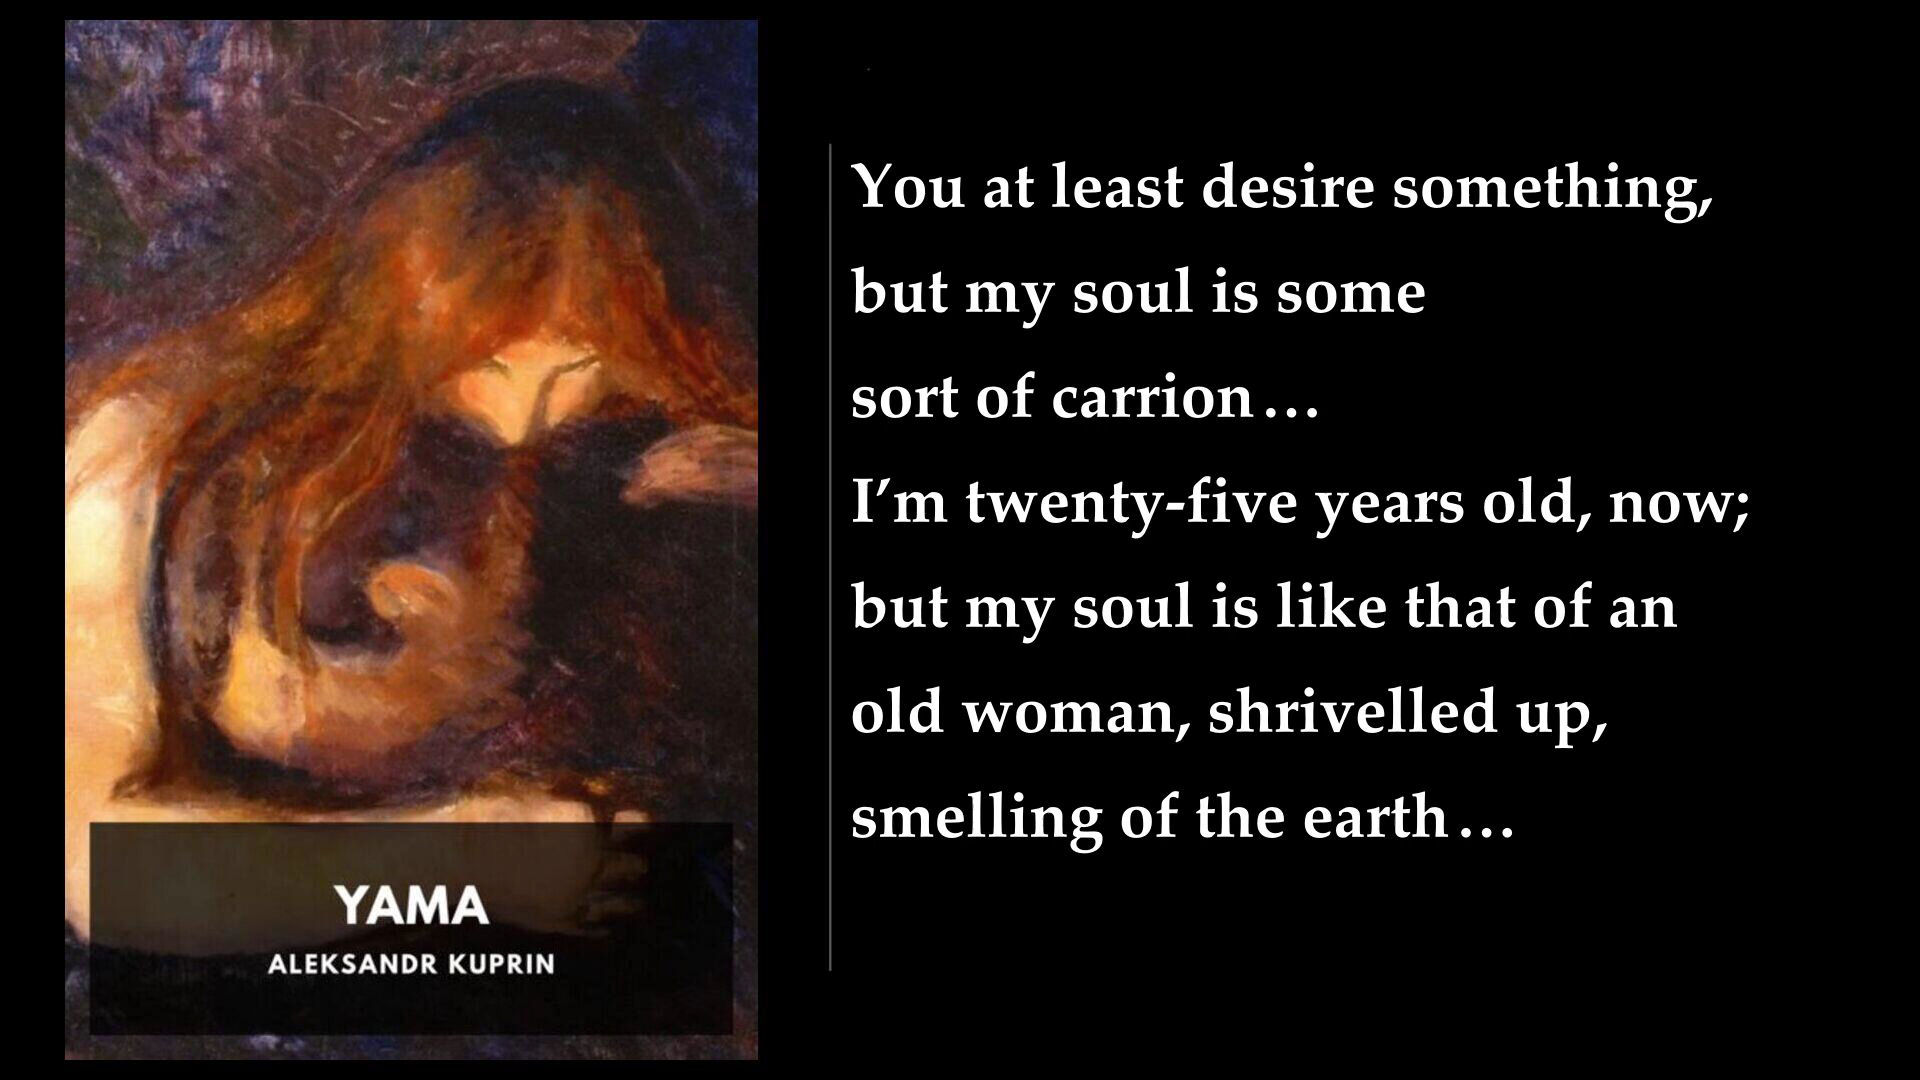 YAMA
ALEKSANDR KUPRIN
You at least desire something,
but my soul is some
sort of carrion…
I’m twenty-five years old, now;
but my soul is like that of an
old woman, shrivelled up,
smelling of the earth…